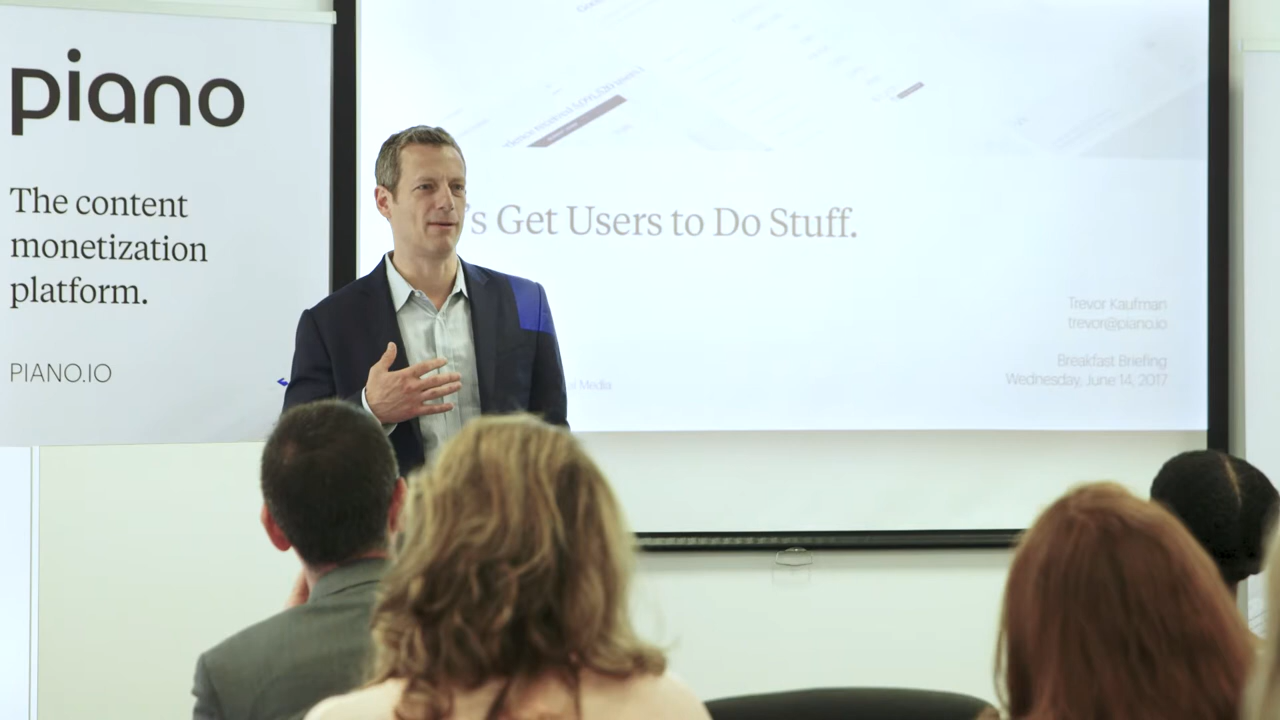 piano
The content
monetization
platform.
PIANO.IO
's Get Users to Do Stuff.
Trevor Kaufman
trevor@piano.io
Breakfast Briefing
Wednesday, June 14, 2017
Media